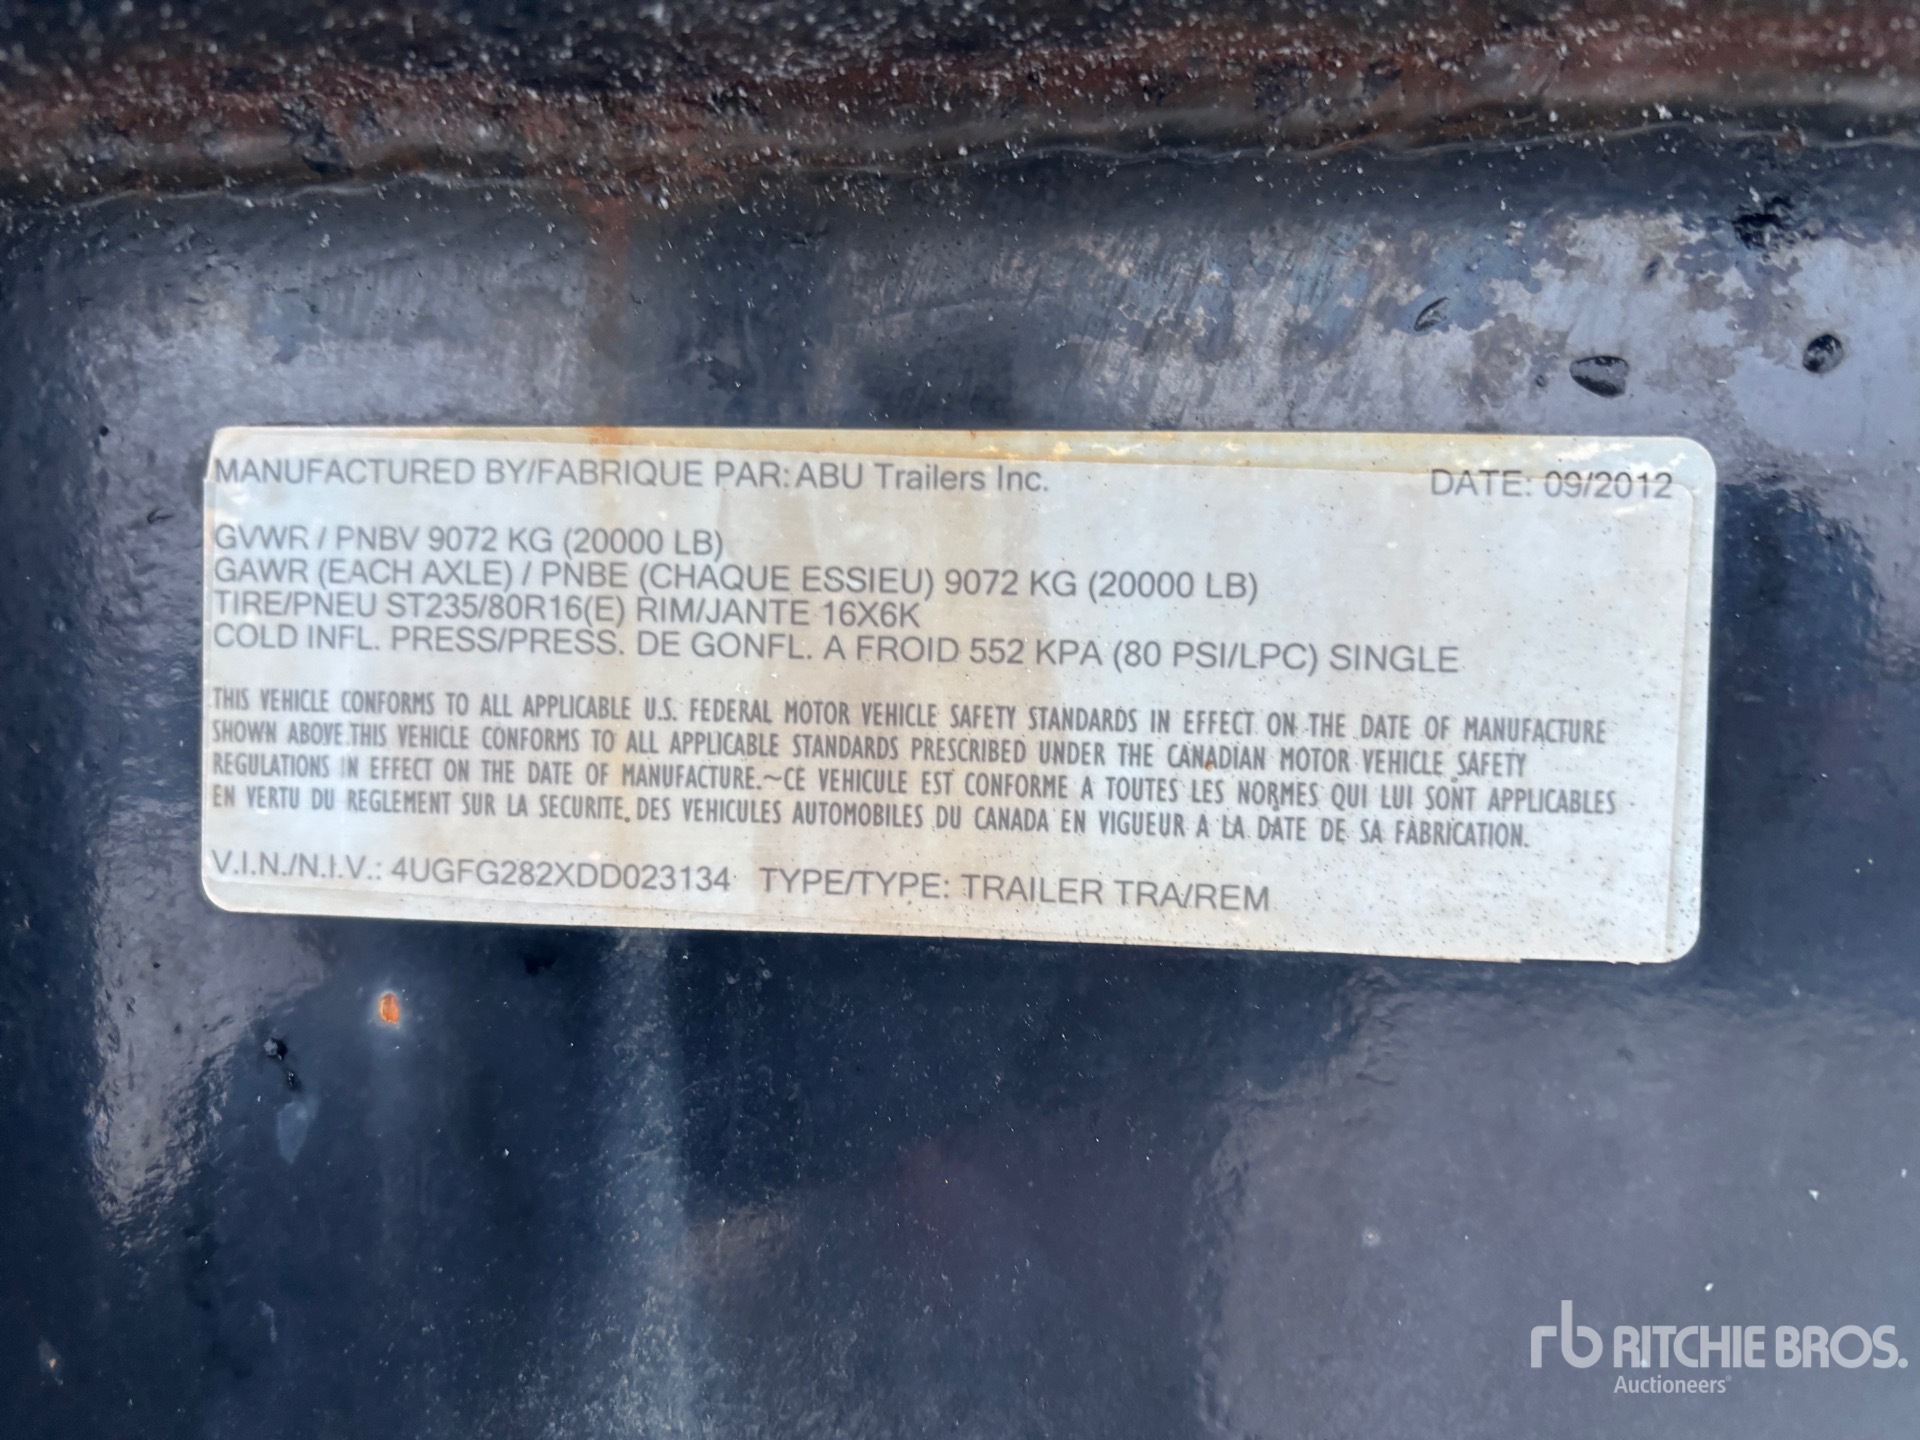 MANUFACTURED BY/FABRIQUE PAR: ABU Trailers Inc. DATE: 09/2012
GVWR / PNBV 9072 KG (20000 LB)
GAWR (EACH AXLE) / PNBE (CHAQUE ESSIEU) 9072 KG (20000 LB)
TIRE/PNEU ST235/80R16(E) RIM/JANTE 16X6K
COLD INFL. PRESS/PRESS. DE GONFL. A FROID 552 KPA (80 PSI/LPC) SINGLE
THIS VEHICLE CONFORMS TO ALL APPLICABLE U.S. FEDERAL MOTOR VEHICLE SAFETY STANDARDS IN EFFECT ON THE DATE OF MANUFACTURE
SHOWN ABOVE.THIS VEHICLE CONFORMS TO ALL APPLICABLE STANDARDS PRESCRIBED UNDER THE CANADIAN MOTOR VEHICLE SAFETY
REGULATIONS IN EFFECT ON THE DATE OF MANUFACTURE.~CE VEHICULE EST CONFORME A TOUTES LES NORMES QUI LUI SONT APPLICABLES
EN VERTU DU REGLEMENT SUR LA SECURITE DES VEHICULES AUTOMOBILES DU CANADA EN VIGUEUR A LA DATE DE SA FABRICATION.
V.I.N./N.I.V.: 4UGFG282XDD023134 TYPE/TYPE: TRAILER TRA/REM
rb RITCHIE BROS.
Auctioneers